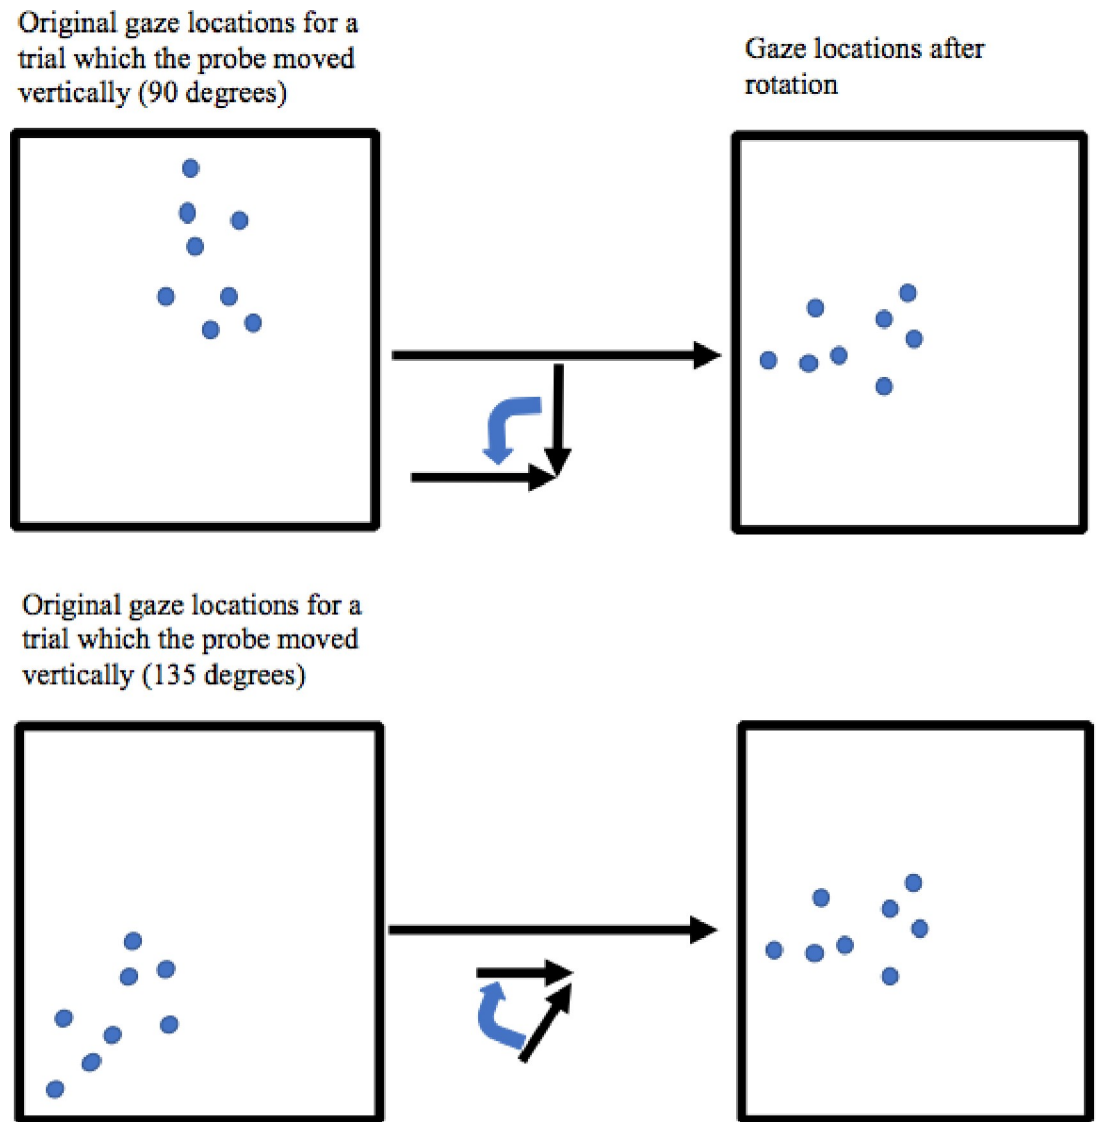 Original gaze locations for a
trial which the probe moved
vertically (90 degrees)
Gaze locations after
rotation
Original gaze locations for a
trial which the probe moved
vertically (135 degrees)